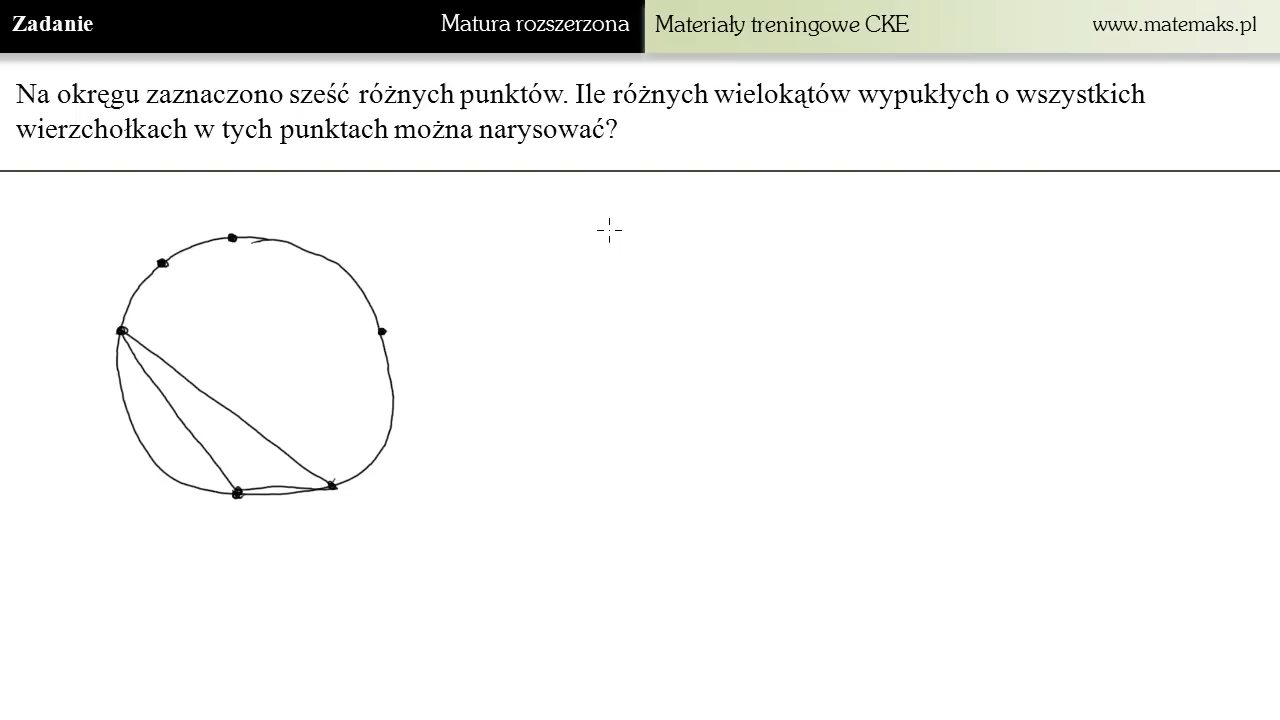 Zadanie
Matura rozszerzona
Materiały treningowe CKE
www.matemaks.pl
Na okręgu zaznaczono sześć różnych punktów. Ile różnych wielokątów wypukłych o wszystkich
wierzchołkach w tych punktach można narysować?